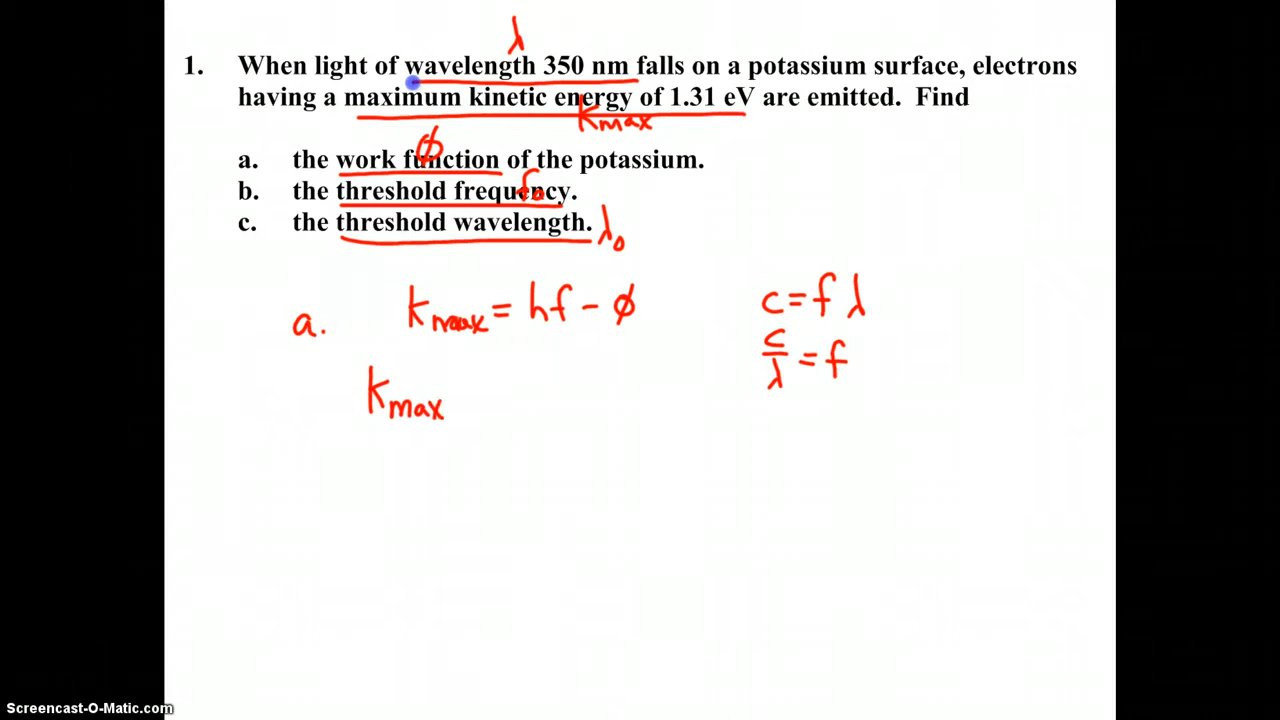 λ
1. When light of wavelength 350 nm falls on a potassium surface, electrons
having a maximum kinetic energy of 1.31 eV are emitted. Find
Kmax
ϕ
a. the work function of the potassium.
b. the threshold frequency.
f₀
c. the threshold wavelength. λ₀
a. Kmax = hf - ϕ c = f λ
c/λ = f
Kmax
Screencast-O-Matic.com